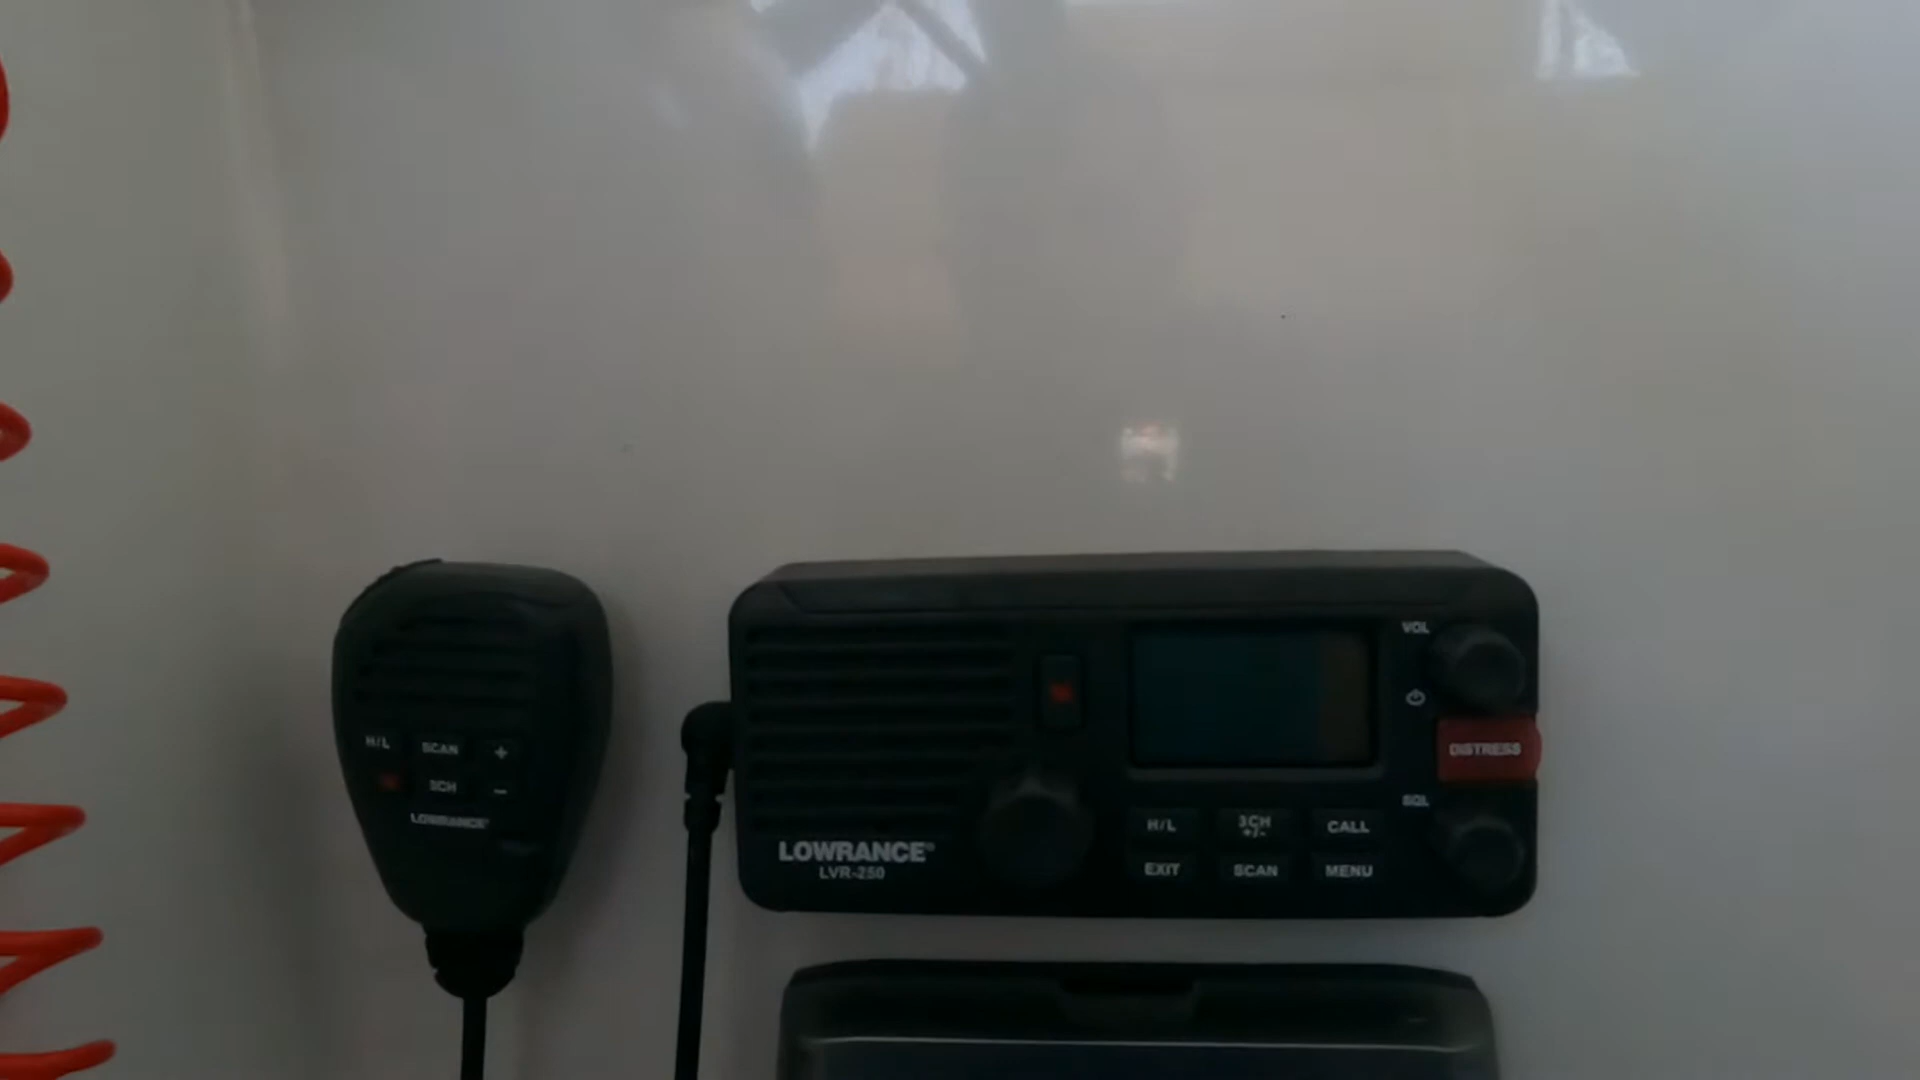 H/L SCAN +
3CH −
LOWRANCE®
VOL
DISTRESS
SQL
H/L 3CH +/- CALL
EXIT SCAN MENU
LOWRANCE®
LVR-250